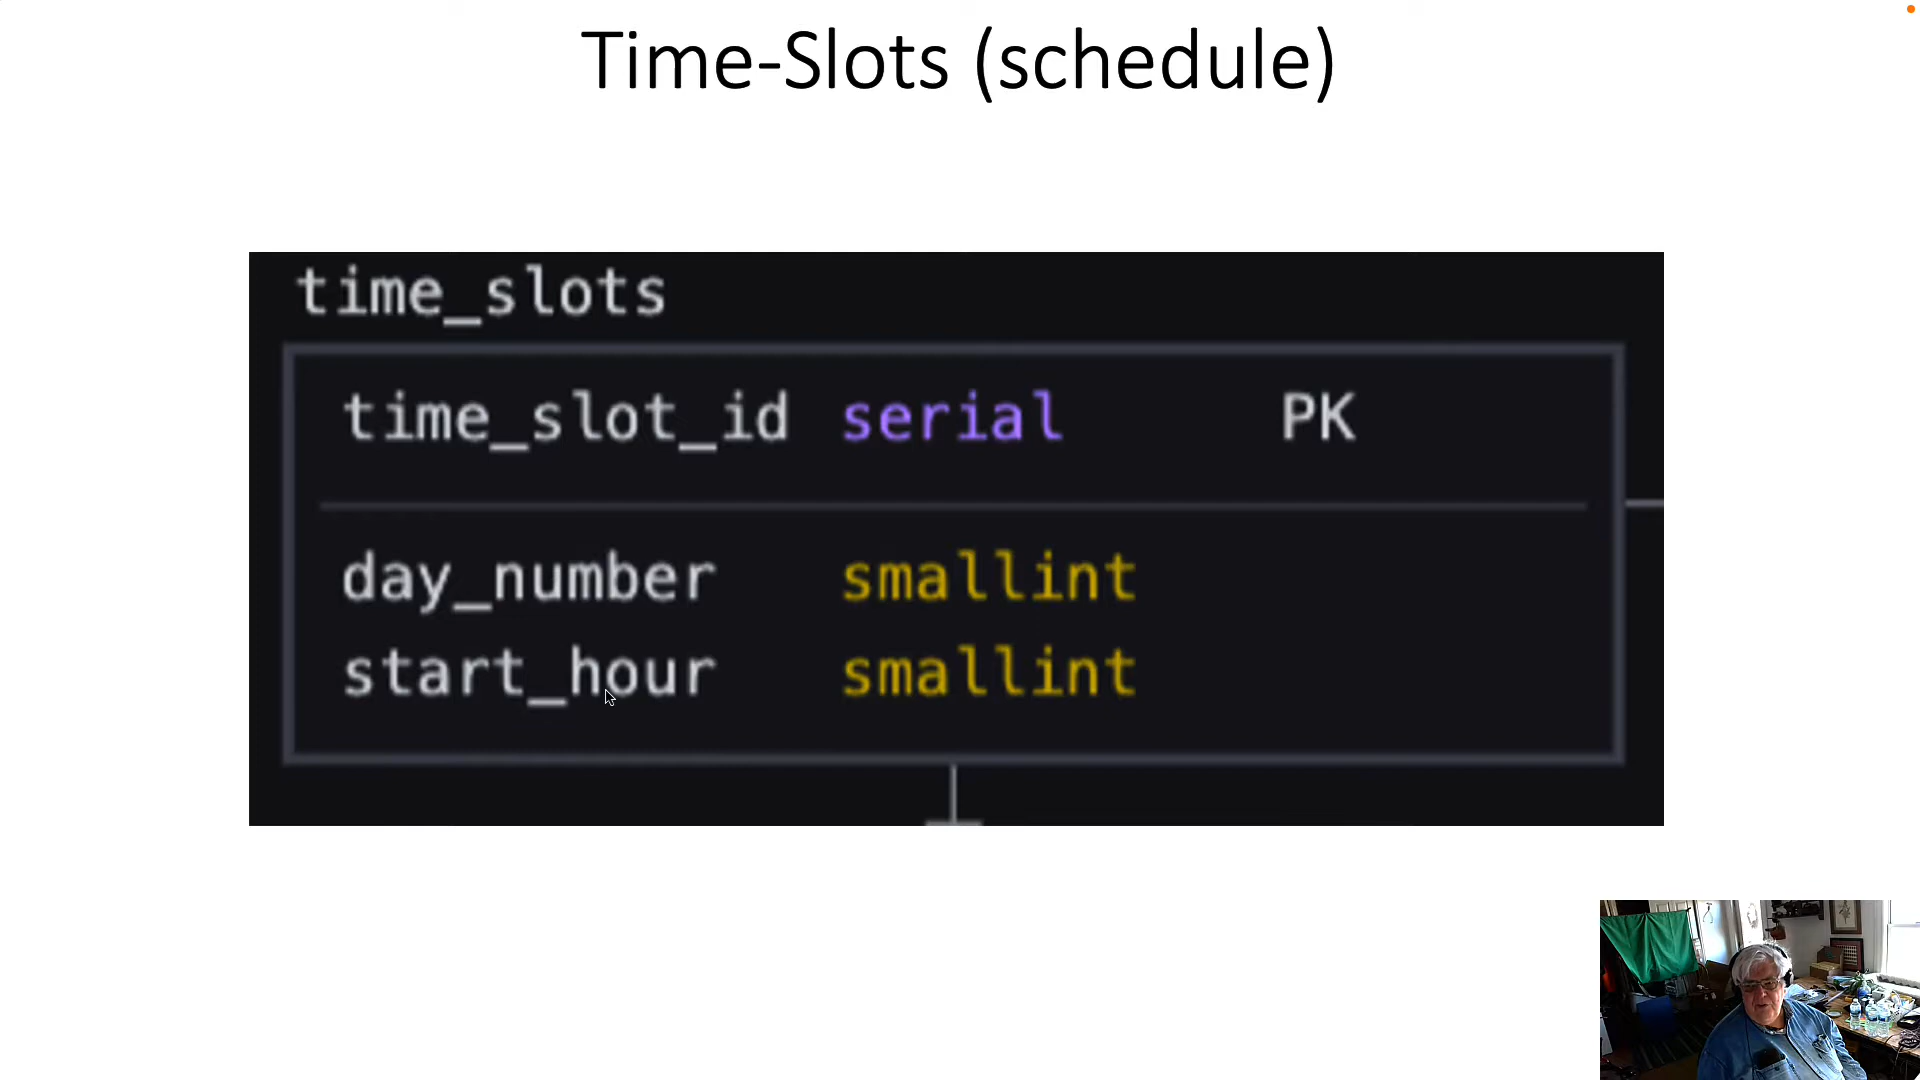 Time-Slots (schedule)
time_slots
time_slot_id serial PK
day_number smallint
start_hour smallint